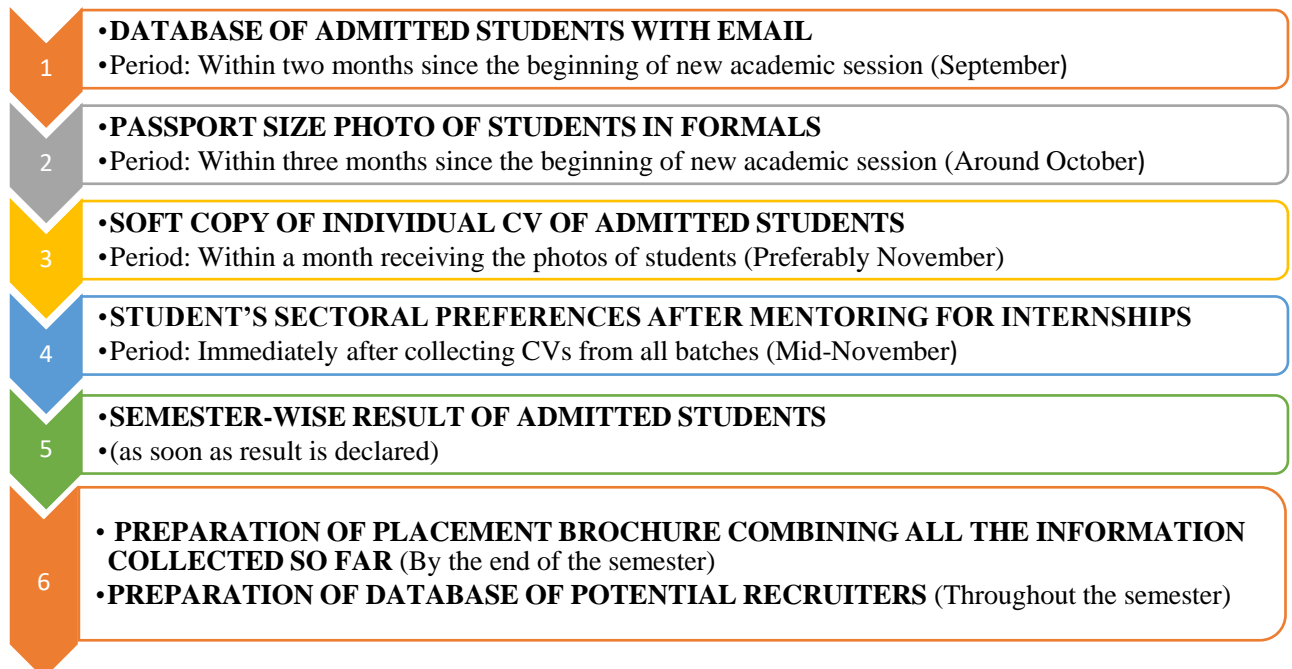 1
•DATABASE OF ADMITTED STUDENTS WITH EMAIL
•Period: Within two months since the beginning of new academic session (September)
2
•PASSPORT SIZE PHOTO OF STUDENTS IN FORMALS
•Period: Within three months since the beginning of new academic session (Around October)
3
•SOFT COPY OF INDIVIDUAL CV OF ADMITTED STUDENTS
•Period: Within a month receiving the photos of students (Preferably November)
4
•STUDENT’S SECTORAL PREFERENCES AFTER MENTORING FOR INTERNSHIPS
•Period: Immediately after collecting CVs from all batches (Mid-November)
5
•SEMESTER-WISE RESULT OF ADMITTED STUDENTS
•(as soon as result is declared)
6
• PREPARATION OF PLACEMENT BROCHURE COMBINING ALL THE INFORMATION
COLLECTED SO FAR (By the end of the semester)
•PREPARATION OF DATABASE OF POTENTIAL RECRUITERS (Throughout the semester)